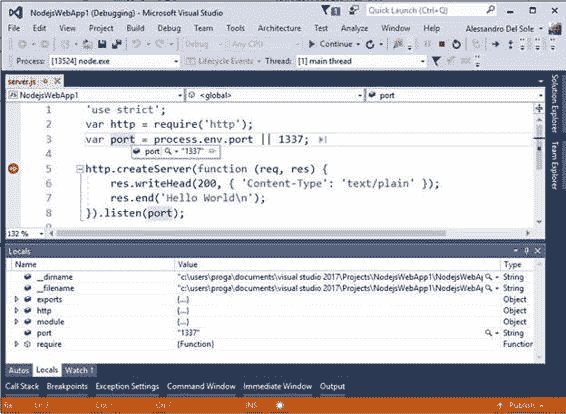 NodejsWebApp1 (Debugging) - Microsoft Visual Studio
Quick Launch (Ctrl+Q)
File Edit View Project Build Debug Team Tools Architecture Test Analyze Window Help
Alessandro Del Sole
Debug Any CPU Continue
Process: [13524] node.exe Lifecycle Events Thread: [1] main thread
server.js
NodejsWebApp1 <global> port
1 'use strict';
2 var http = require('http');
3 var port = process.env.port || 1337;
4 port "1337"
5 http.createServer(function (req, res) {
6 res.writeHead(200, { 'Content-Type': 'text/plain' });
7 res.end('Hello World\n');
8 }).listen(port);
132 %
Solution Explorer
Team Explorer
Locals
Name Value Type
__dirname "c:\users\proga\documents\visual studio 2017\Projects\NodejsWebApp1\NodejsWebA String
__filename "c:\users\proga\documents\visual studio 2017\Projects\NodejsWebApp1\NodejsWebA String
exports {...} Object
http {...} Object
module {...} Object
port "1337" String
require {Function} Function
Autos Locals Watch 1
Call Stack Breakpoints Exception Settings Command Window Immediate Window Output
INS
Publish